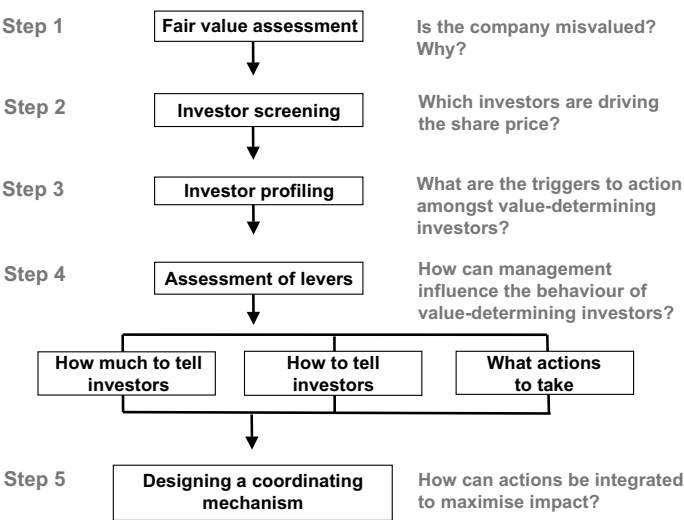 Step 1
Fair value assessment
Is the company misvalued?
Why?
Step 2
Investor screening
Which investors are driving
the share price?
Step 3
Investor profiling
What are the triggers to action
amongst value-determining
investors?
Step 4
Assessment of levers
How can management
influence the behaviour of
value-determining investors?
How much to tell
investors
How to tell
investors
What actions
to take
Step 5
Designing a coordinating
mechanism
How can actions be integrated
to maximise impact?